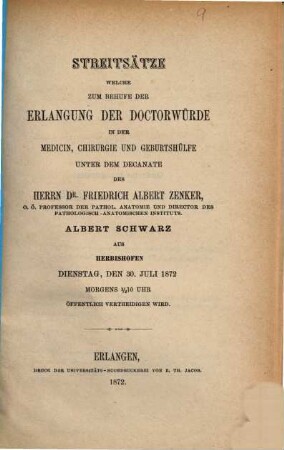 9
STREITSÄTZE
WELCHE
ZUM BEHUFE DER
ERLANGUNG DER DOCTORWÜRDE
IN DER
MEDICIN, CHIRURGIE UND GEBURTSHÜLFE
UNTER DEM DECANATE
DES
HERRN DR. FRIEDRICH ALBERT ZENKER,
O. Ö. PROFESSOR DER PATHOL. ANATOMIE UND DIRECTOR DES
PATHOLOGISCH-ANATOMISCHEN INSTITUTS.
ALBERT SCHWARZ
AUS
HERBISHOFEN
DIENSTAG, DEN 30. JULI 1872
MORGENS ½10 UHR
ÖFFENTLICH VERTHEIDIGEN WIRD.
ERLANGEN,
DRUCK DER UNIVERSITÄTS-BUCHDRUCKEREI VON E. TH. JACOB.
1872.